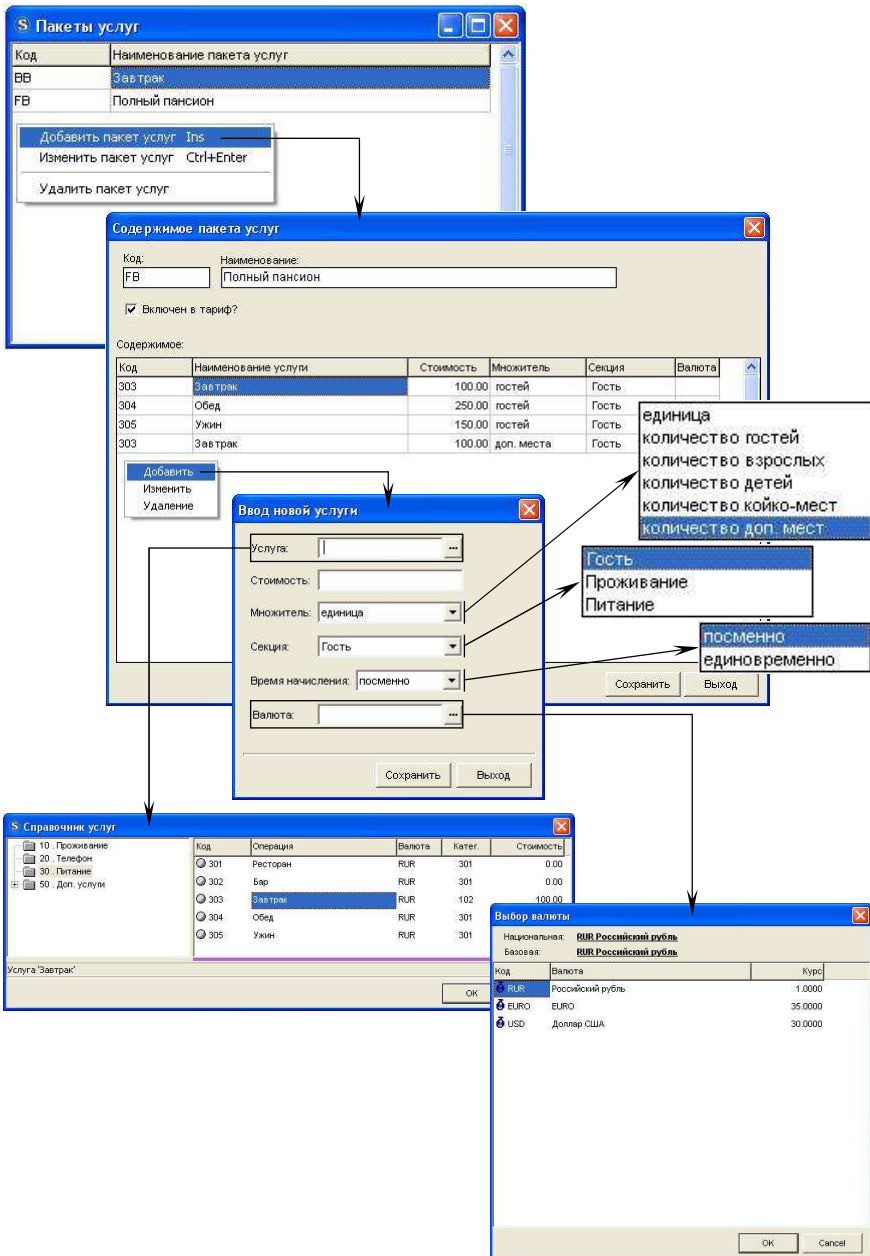 S Пакеты услуг
Код Наименование пакета услуг
BB Завтрак
FB Полный пансион
Добавить пакет услуг Ins
Изменить пакет услуг Ctrl+Enter
Удалить пакет услуг
Содержимое пакета услуг
Код: Наименование:
FB Полный пансион
Включен в тариф?
Содержимое:
Код Наименование услуги Стоимость Множитель Секция Валюта
303 Завтрак 100.00 гостей Гость
304 Обед 250.00 гостей Гость
305 Ужин 150.00 гостей Гость
303 Завтрак 100.00 доп. места Гость
Добавить
Изменить
Удаление
единица
количество гостей
количество взрослых
количество детей
количество койко-мест
количество доп. мест
Ввод новой услуги
Услуга: ...
Стоимость:
Множитель: единица
Секция: Гость
Время начисления: посменно
Валюта: ...
Сохранить Выход
Гость
Проживание
Питание
посменно
единовременно
Сохранить Выход
S Справочник услуг
10 . Проживание
20 . Телефон
30 . Питание
50 . Доп. услуги
Код Операция Валюта Катег. Стоимость
301 Ресторан RUR 301 0.00
302 Бар RUR 301 0.00
303 Завтрак RUR 102 100.00
304 Обед RUR 301
305 Ужин RUR 301
Услуга 'Завтрак'
OK
Выбор валюты
Национальная: RUR Российский рубль
Базовая: RUR Российский рубль
Код Валюта Курс
RUR Российский рубль 1.0000
EURO EURO 35.0000
USD Доллар США 30.0000
OK Cancel